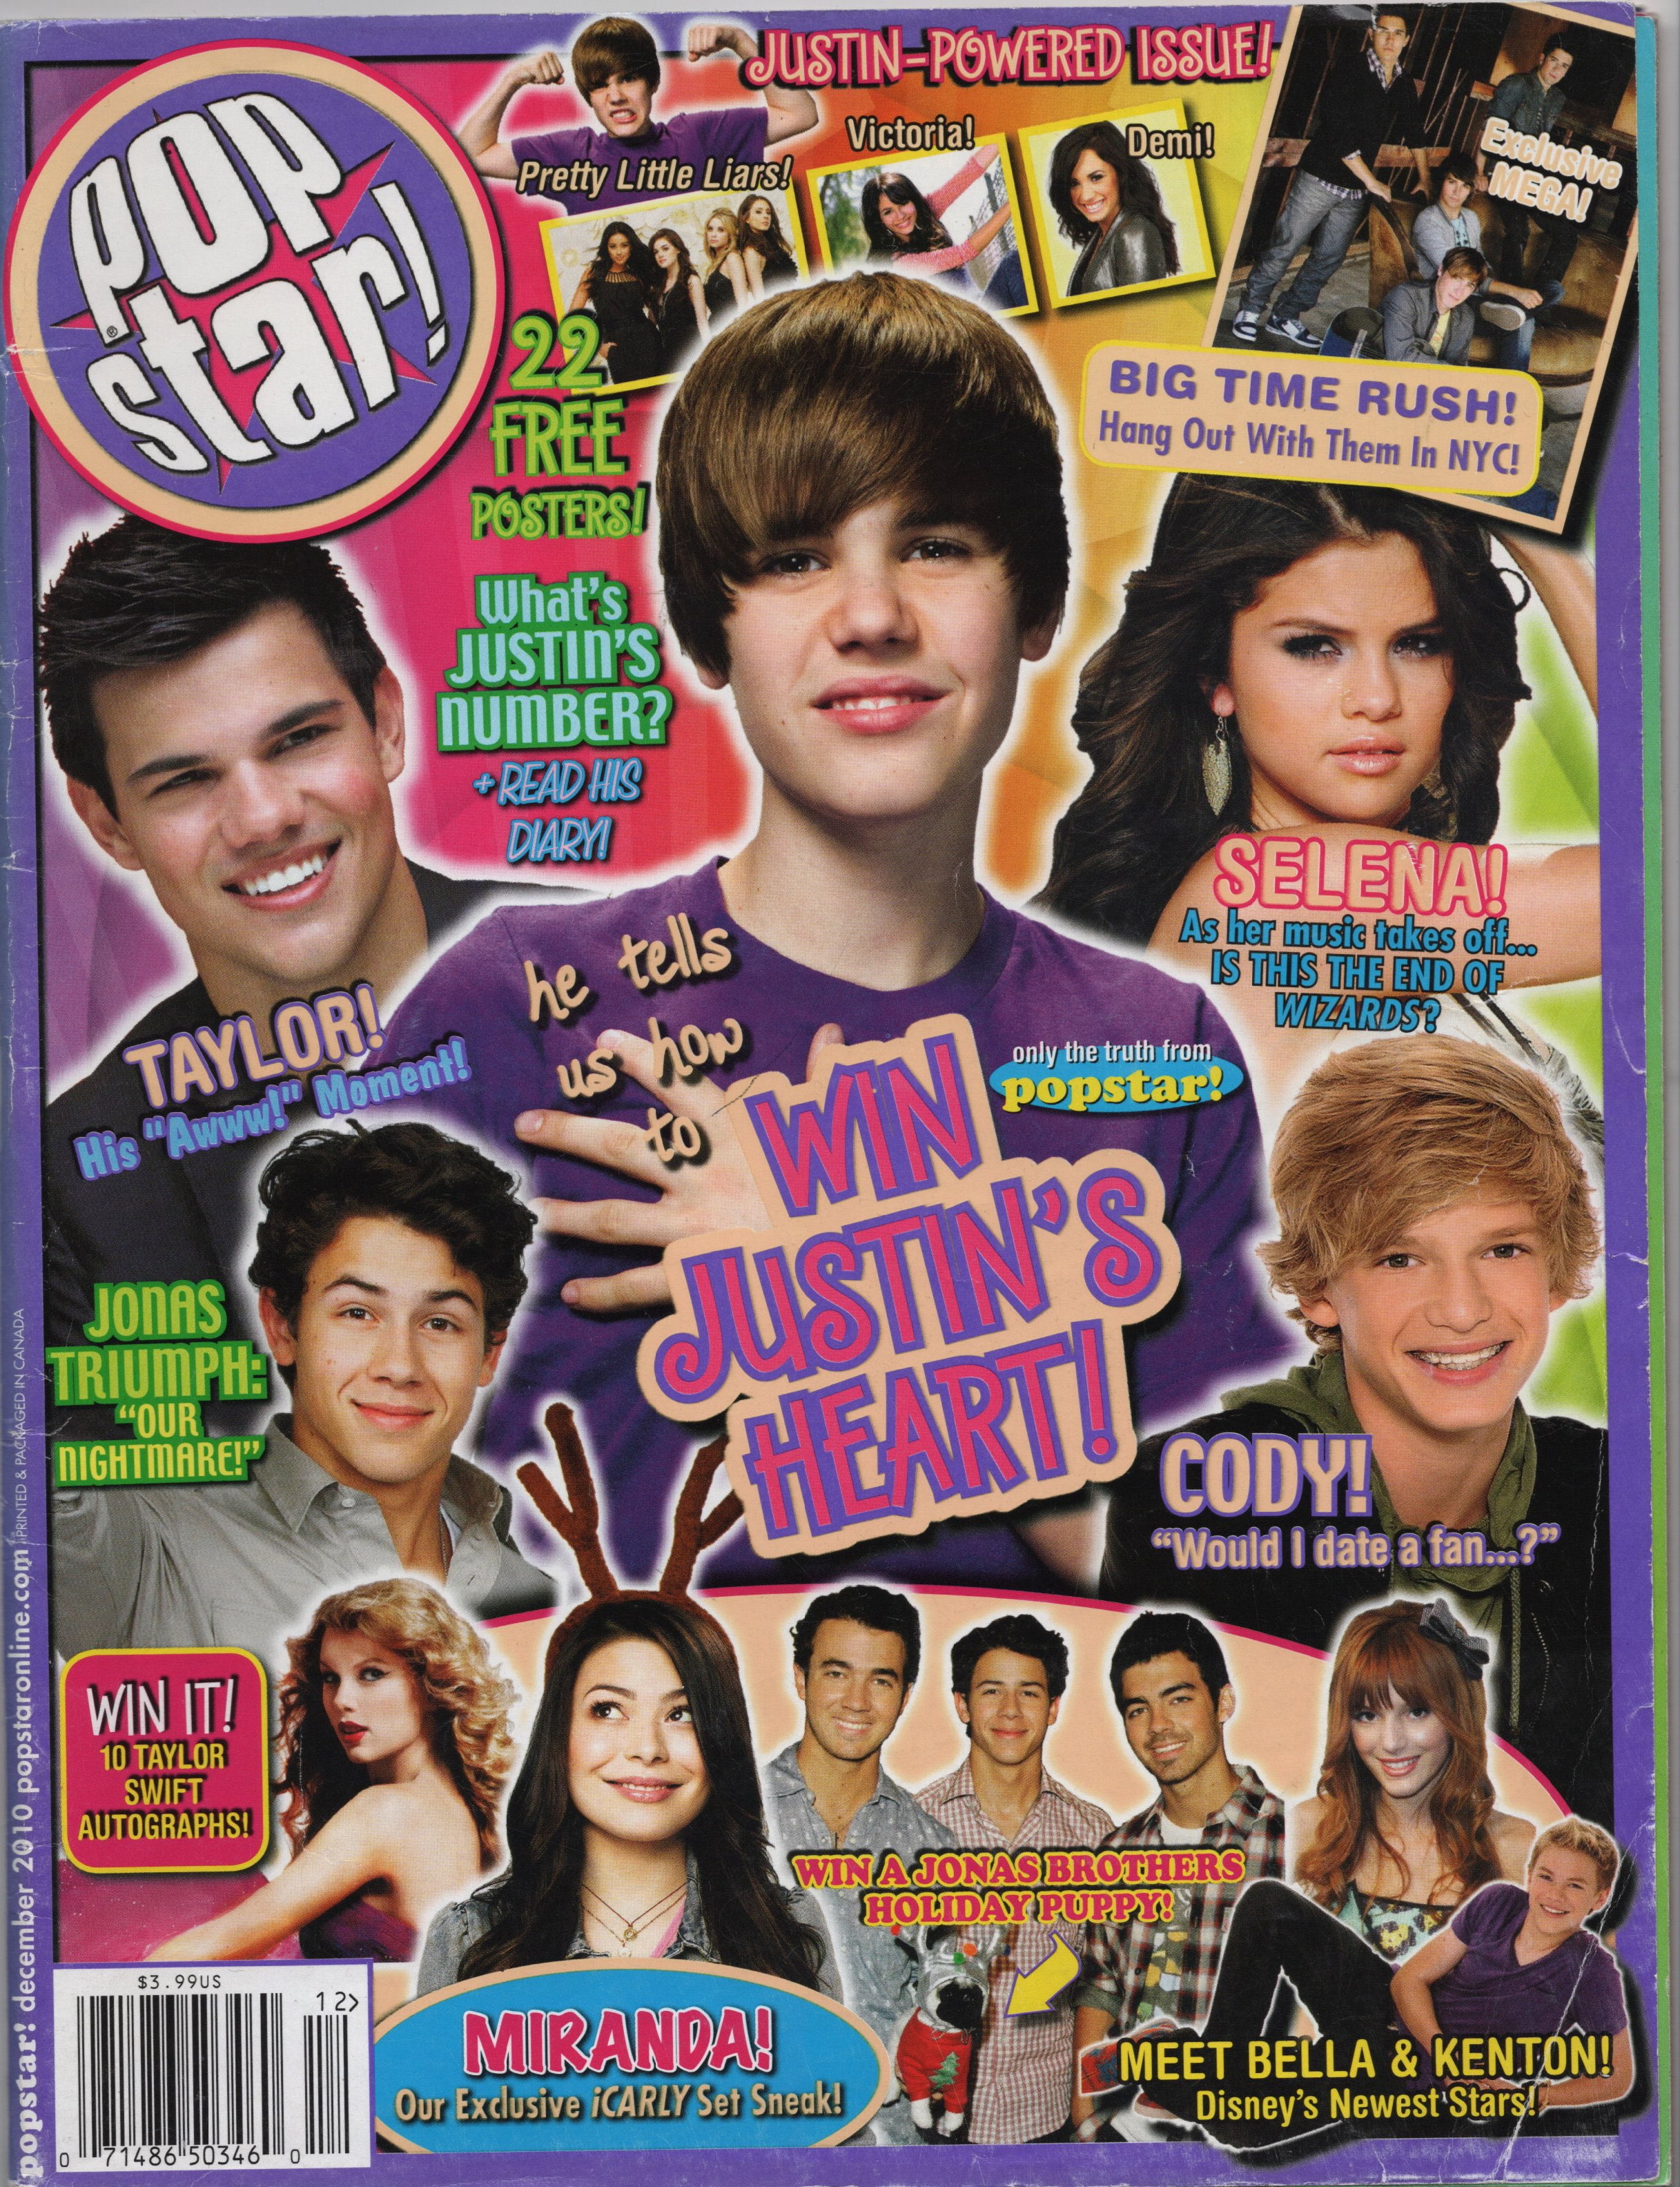 pop
star!
®
JUSTIN-POWERED ISSUE!
Pretty Little Liars!
Victoria!
Demi!
Exclusive
MEGA!
BIG TIME RUSH!
Hang Out With Them In NYC!
22
FREE
POSTERS!
What's
JUSTIN'S
NUMBER?
+ READ HIS
DIARY!
SELENA!
As her music takes off...
IS THIS THE END OF
WIZARDS?
TAYLOR!
His "Awww!" Moment!
he tells
us how
to
WIN
JUSTIN'S
HEART!
only the truth from
popstar!
JONAS
TRIUMPH:
"OUR
NIGHTMARE!"
CODY!
"Would I date a fan...?"
WIN IT!
10 TAYLOR
SWIFT
AUTOGRAPHS!
WIN A JONAS BROTHERS
HOLIDAY PUPPY!
MIRANDA!
Our Exclusive iCARLY Set Sneak!
MEET BELLA & KENTON!
Disney's Newest Stars!
$3.99US
12>
0 71486 50346 0
popstar! december 2010 popstaronline.com PRINTED & PACKAGED IN CANADA